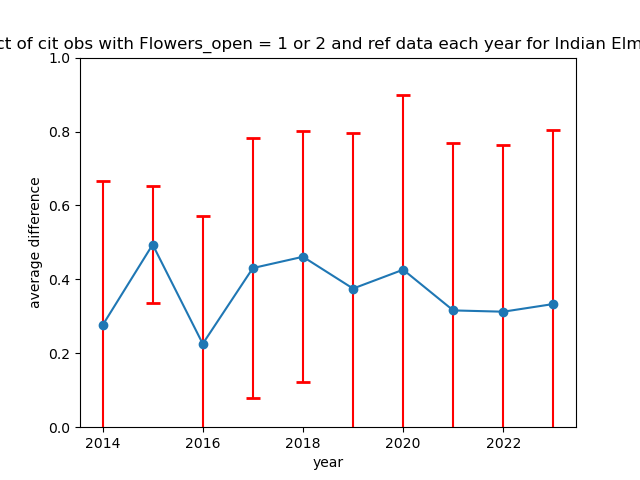 ct of cit obs with Flowers_open = 1 or 2 and ref data each year for Indian Elm
1.0
0.8
0.6
0.4
0.2
0.0
average difference
2014 2016 2018 2020 2022
year